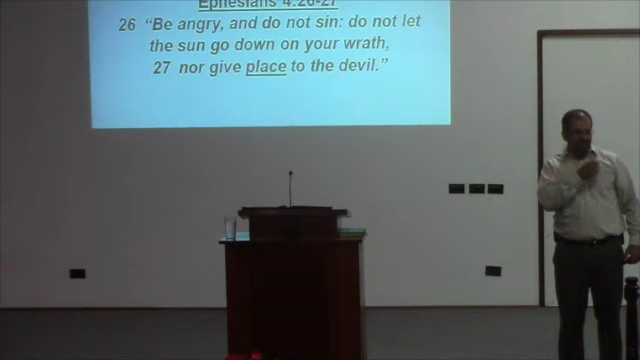 Ephesians 4:26-27
26 “Be angry, and do not sin: do not let
the sun go down on your wrath,
27 nor give place to the devil.”